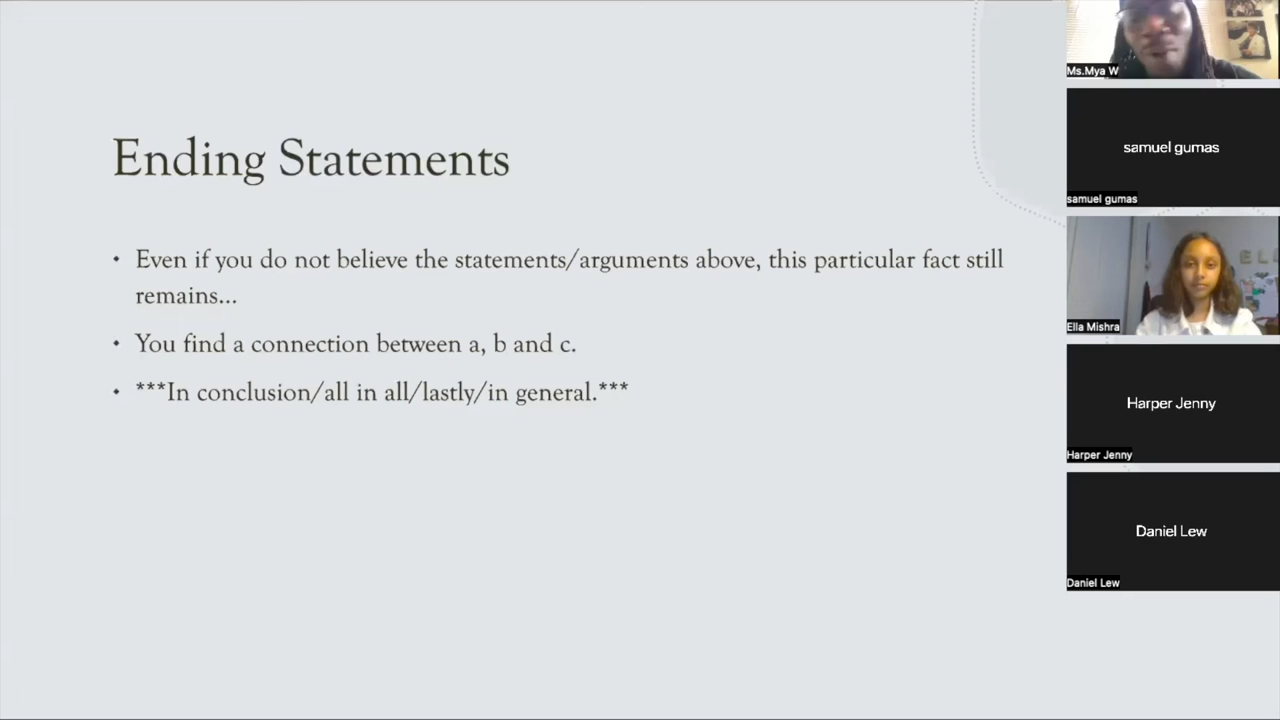 Ending Statements
• Even if you do not believe the statements/arguments above, this particular fact still
remains...
• You find a connection between a, b and c.
• ***In conclusion/all in all/lastly/in general.***
Ms.Mya W
samuel gumas
samuel gumas
Ella Mishra
Harper Jenny
Harper Jenny
Daniel Lew
Daniel Lew